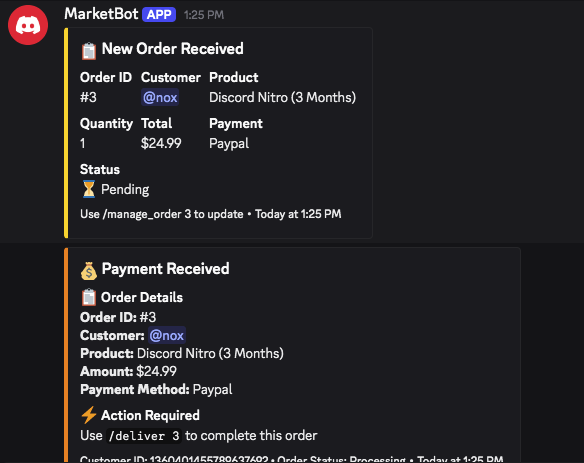 MarketBot APP 1:25 PM
📋 New Order Received
Order ID Customer Product
#3 @nox Discord Nitro (3 Months)
Quantity Total Payment
1 $24.99 Paypal
Status
⏳ Pending
Use /manage_order 3 to update • Today at 1:25 PM
💰 Payment Received
📋 Order Details
Order ID: #3
Customer: @nox
Product: Discord Nitro (3 Months)
Amount: $24.99
Payment Method: Paypal
⚡ Action Required
Use /deliver 3 to complete this order
Customer ID: 1360401455789637692 • Order Status: Processing • Today at 1:25 PM